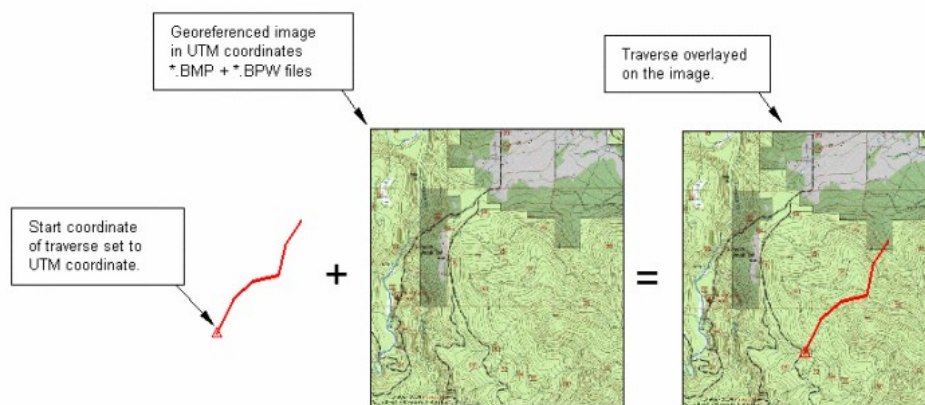 Georeferenced image
in UTM coordinates
*.BMP + *.BPW files
Traverse overlayed
on the image.
Start coordinate
of traverse set to
UTM coordinate.
+
=